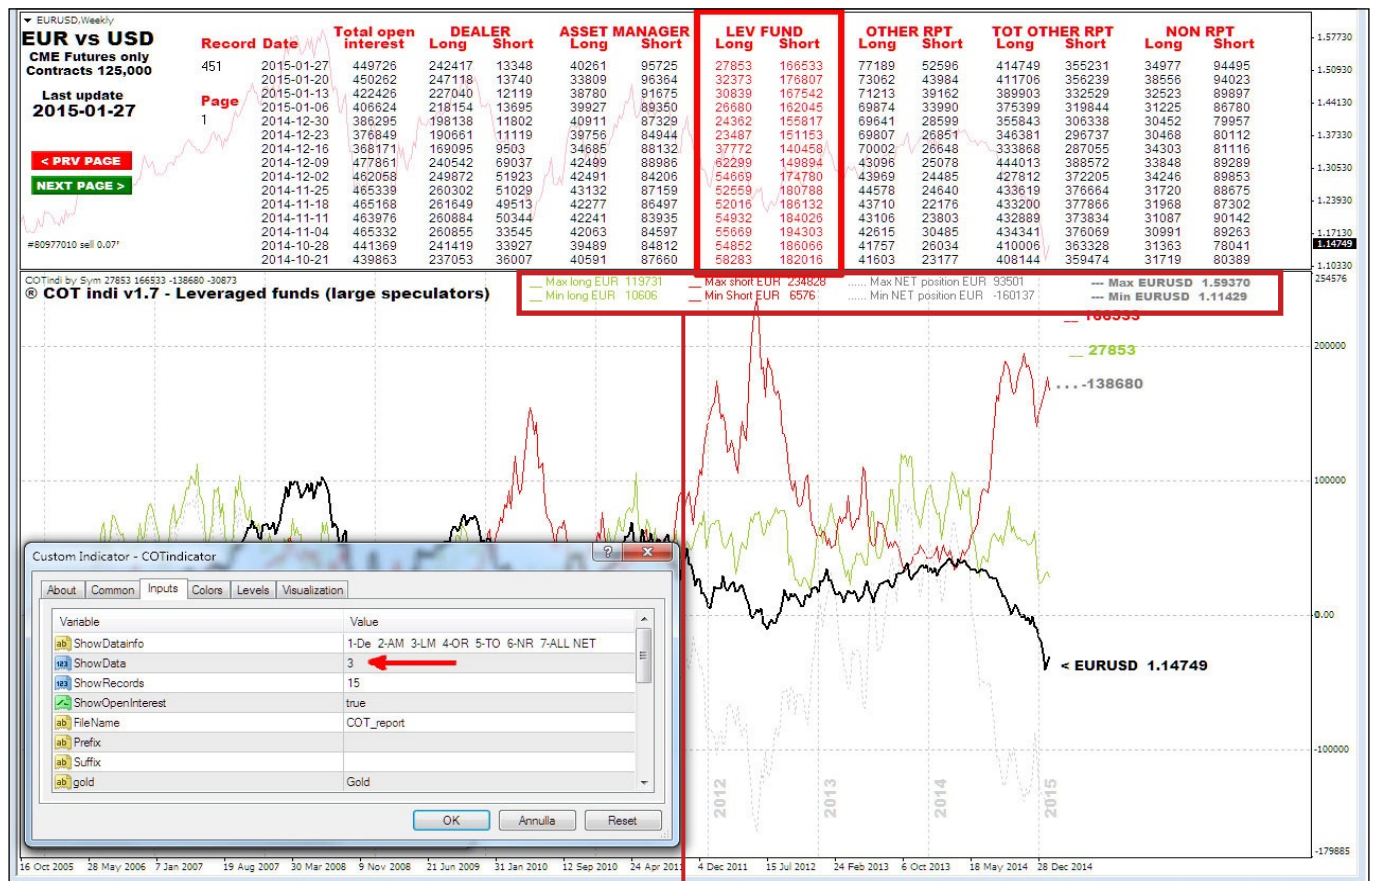 EURUSD,Weekly
EUR vs USD
CME Futures only
Contracts 125,000
Last update
2015-01-27
< PRV PAGE
NEXT PAGE >
#80977010 sell 0.07
Total open DEALER ASSET MANAGER LEV FUND OTHER RPT TOT OTHER RPT NON RPT
Record Date interest Long Short Long Short Long Short Long Short Long Short Long Short
451 2015-01-27 449726 242417 13348 40261 95725 27853 166533 77189 52596 414749 355231 34977 94495
2015-01-20 450262 247118 13740 33809 96364 32373 176807 73062 43984 411706 356239 38556 94023
2015-01-13 422426 227040 12119 38780 91675 30839 167542 71213 39162 389903 332529 32523 89897
Page 2015-01-06 406624 218154 13695 39927 89350 26680 162045 69874 33990 375399 319844 31225 86780
1 2014-12-30 386295 198138 11802 40911 87329 24362 155817 69641 28599 355843 306338 30452 79957
2014-12-23 376849 190661 11119 39756 84944 23487 151153 69807 26851 346381 296737 30468 80112
2014-12-16 368171 169095 9503 34685 88132 37772 140458 70002 26648 333868 287055 34303 81116
2014-12-09 477861 240542 69037 42499 88986 62299 149894 43096 25078 444013 388572 33848 89289
2014-12-02 462058 249872 51923 42491 84206 54669 174780 43969 24485 427812 372205 34246 89853
2014-11-25 465339 260302 51029 43132 87159 52559 180788 44578 24640 433619 376664 31720 88675
2014-11-18 465168 261649 49513 42277 86497 52016 186132 43710 22176 433200 377866 31968 87302
2014-11-11 463976 260884 50344 42241 83935 54932 184026 43106 23803 432889 373834 31087 90142
2014-11-04 465332 260855 33545 42063 84597 55669 194303 42615 30485 434341 376069 30991 89263
2014-10-28 441369 241419 33927 39489 84812 54852 186066 41757 26034 410006 363328 31363 78041
2014-10-21 439863 237053 36007 40591 87660 58283 182016 41603 23177 408144 359474 31719 80389
1.57730
1.50930
1.44130
1.37330
1.30530
1.23930
1.17130
1.14749
1.10330
COTindi by Sym 27853 166533 -138680 -30873
® COT indi v1.7 - Leveraged funds (large speculators)
__ Max long EUR 119731 __ Max short EUR 234828 ..... Max NET position EUR 93501 --- Max EURUSD 1.59370
__ Min long EUR 10606 __ Min Short EUR 6576 ..... Min NET position EUR -160137 --- Min EURUSD 1.11429
254576
__ 166533
200000
__ 27853
...-138680
100000
0.00
< EURUSD 1.14749
-100000
-179885
2012
2013
2014
2015
Custom Indicator - COTindicator
? X
About Common Inputs Colors Levels Visualization
Variable Value
ab ShowDatainfo 1-De 2-AM 3-LM 4-OR 5-TO 6-NR 7-ALL NET
123 ShowData 3
123 ShowRecords 15
ShowOpenInterest true
ab FileName COT_report
ab Prefix
ab Suffix
ab gold Gold
OK Annulla Reset
16 Oct 2005 28 May 2006 7 Jan 2007 19 Aug 2007 30 Mar 2008 9 Nov 2008 21 Jun 2009 31 Jan 2010 12 Sep 2010 24 Apr 2011 4 Dec 2011 15 Jul 2012 24 Feb 2013 6 Oct 2013 18 May 2014 28 Dec 2014